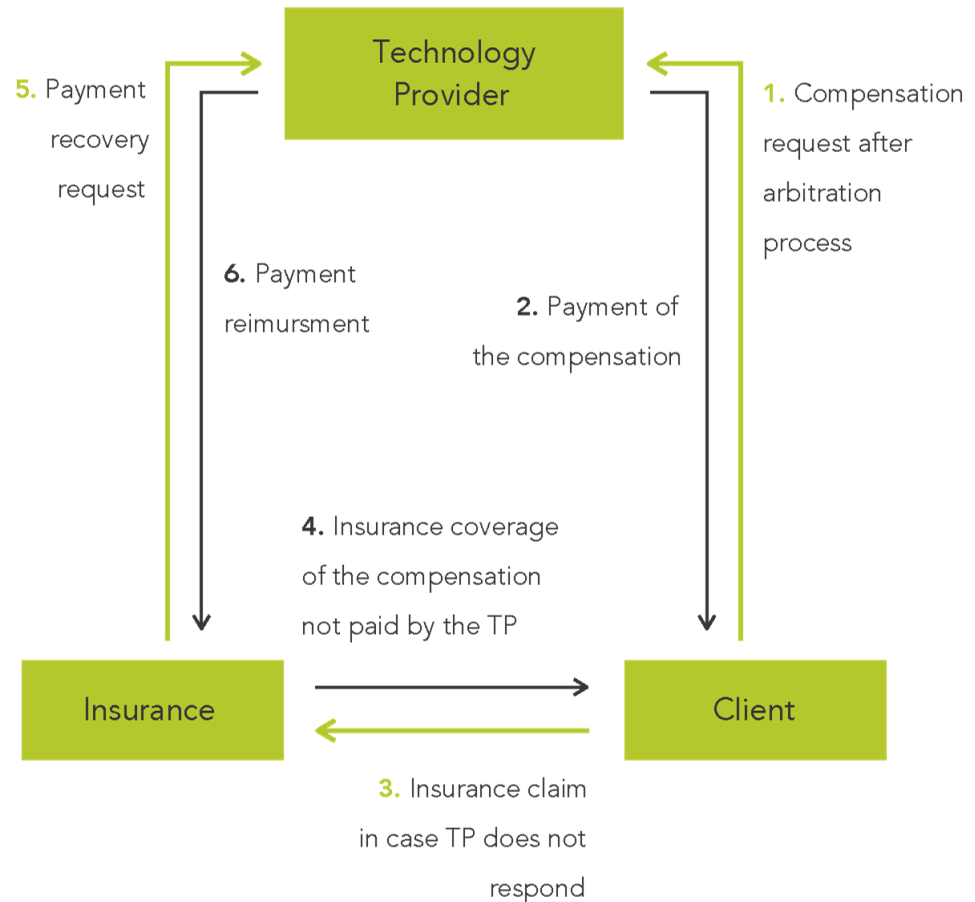 Technology
Provider
1. Compensation
request after
arbitration
process
2. Payment of
the compensation
3. Insurance claim
in case TP does not
respond
4. Insurance coverage
of the compensation
not paid by the TP
5. Payment
recovery
request
6. Payment
reimursment
Insurance
Client